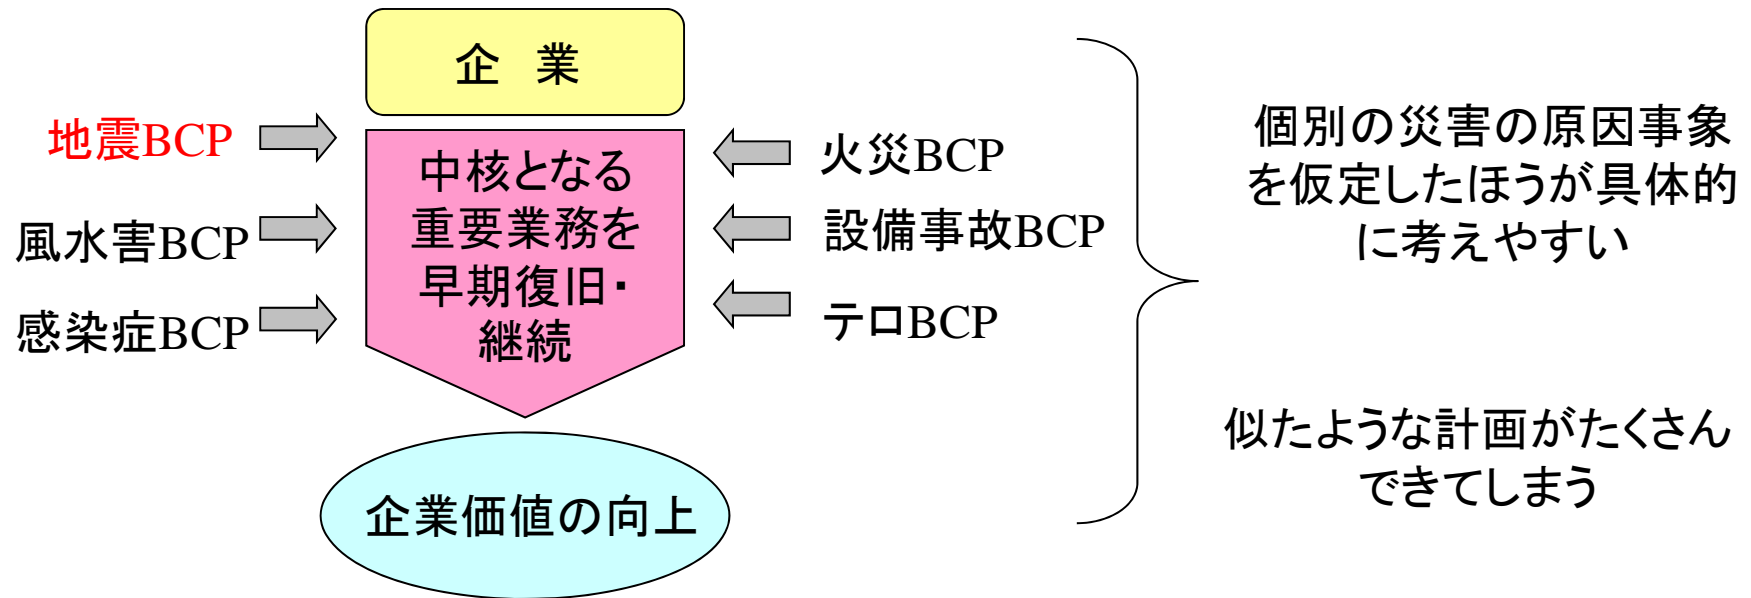 企　業
地震BCP
風水害BCP
感染症BCP
中核となる
重要業務を
早期復旧・
継続
火災BCP
設備事故BCP
テロBCP
企業価値の向上
個別の災害の原因事象
を仮定したほうが具体的
に考えやすい
似たような計画がたくさん
できてしまう